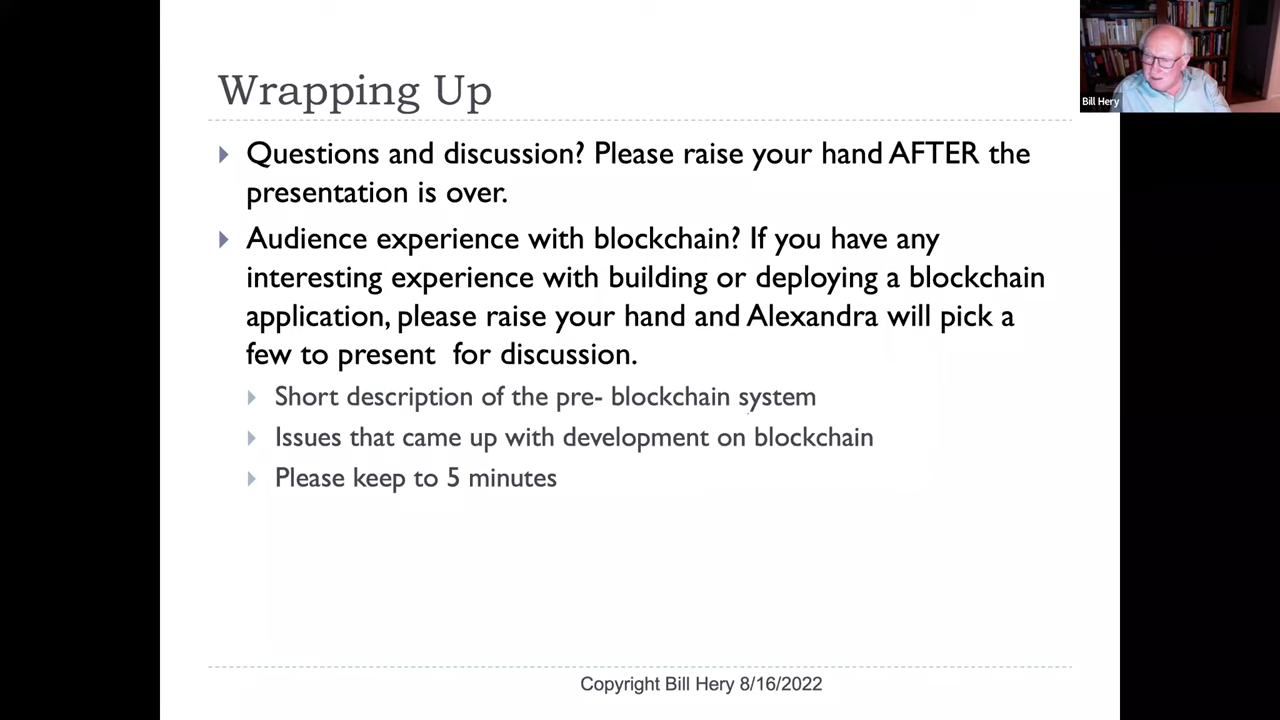 Wrapping Up
Bill Hery
Questions and discussion? Please raise your hand AFTER the
presentation is over.
Audience experience with blockchain? If you have any
interesting experience with building or deploying a blockchain
application, please raise your hand and Alexandra will pick a
few to present  for discussion.
Short description of the pre- blockchain system
Issues that came up with development on blockchain
Please keep to 5 minutes
Copyright Bill Hery 8/16/2022